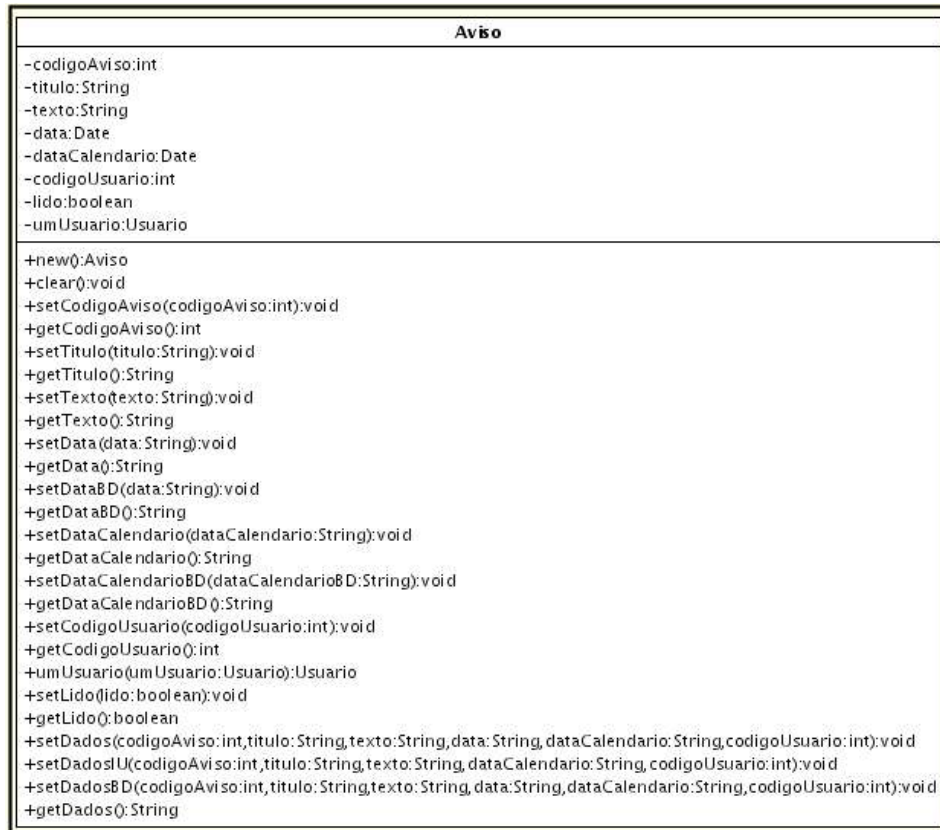 Aviso
-codigoAviso:int
-titulo:String
-texto:String
-data:Date
-dataCalendario:Date
-codigoUsuario:int
-lido:boolean
-umUsuario:Usuario
+new():Aviso
+clear():void
+setCodigoAviso(codigoAviso:int):void
+getCodigoAviso():int
+setTitulo(titulo:String):void
+getTitulo():String
+setTexto(texto:String):void
+getTexto():String
+setData(data:String):void
+getData():String
+setDataBD(data:String):void
+getDataBD():String
+setDataCalendario(dataCalendario:String):void
+getDataCalendario():String
+setDataCalendarioBD(dataCalendarioBD:String):void
+getDataCalendarioBD():String
+setCodigoUsuario(codigoUsuario:int):void
+getCodigoUsuario():int
+umUsuario(umUsuario:Usuario):Usuario
+setLido(lido:boolean):void
+getLido():boolean
+setDados(codigoAviso:int,titulo:String,texto:String,data:String,dataCalendario:String,codigoUsuario:int):void
+setDadosIU(codigoAviso:int,titulo:String,texto:String,dataCalendario:String,codigoUsuario:int):void
+setDadosBD(codigoAviso:int,titulo:String,texto:String,data:String,dataCalendario:String,codigoUsuario:int):void
+getDados():String